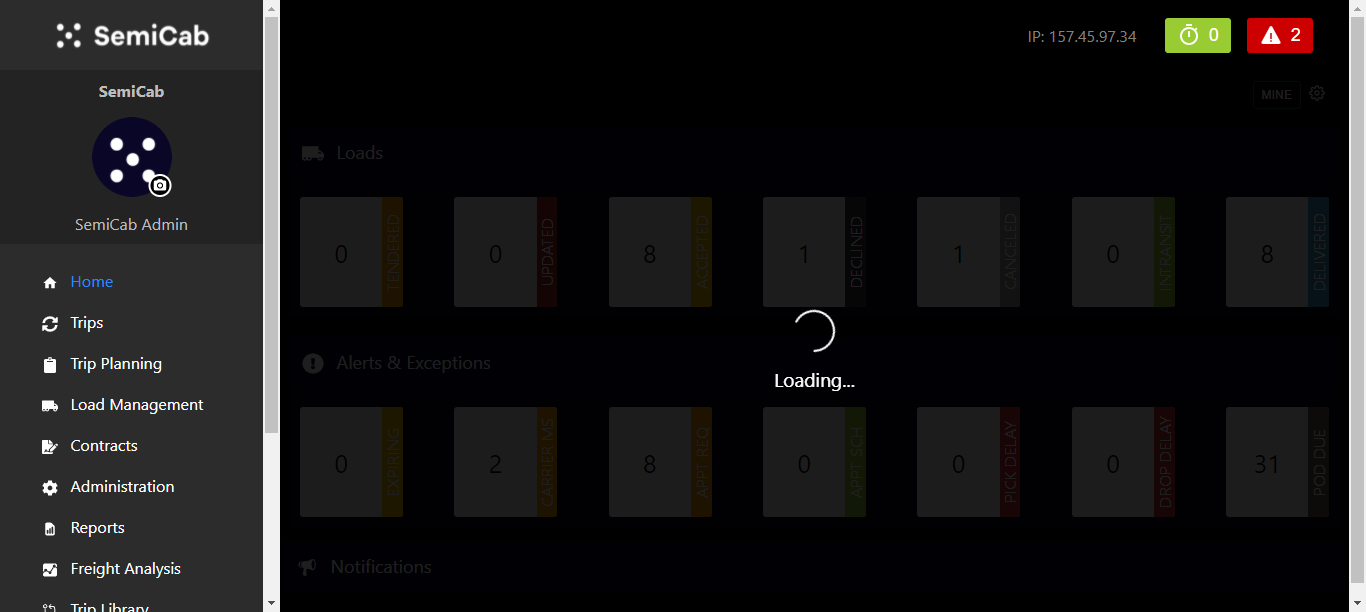 SemiCab
IP: 157.45.97.34
0
2
SemiCab
MINE
SemiCab Admin
Home
Trips
Trip Planning
Load Management
Contracts
Administration
Reports
Freight Analysis
Trip Library
Loads
0 TENDERED
0 UPDATED
8 ACCEPTED
1 DECLINED
1 CANCELED
0 INTRANSIT
8 DELIVERED
Loading...
Alerts & Exceptions
0 EXPIRING
2 CARRIER MS
8 APPT REQ
0 APPT SCH
0 PICK DELAY
0 DROP DELAY
31 POD DUE
Notifications